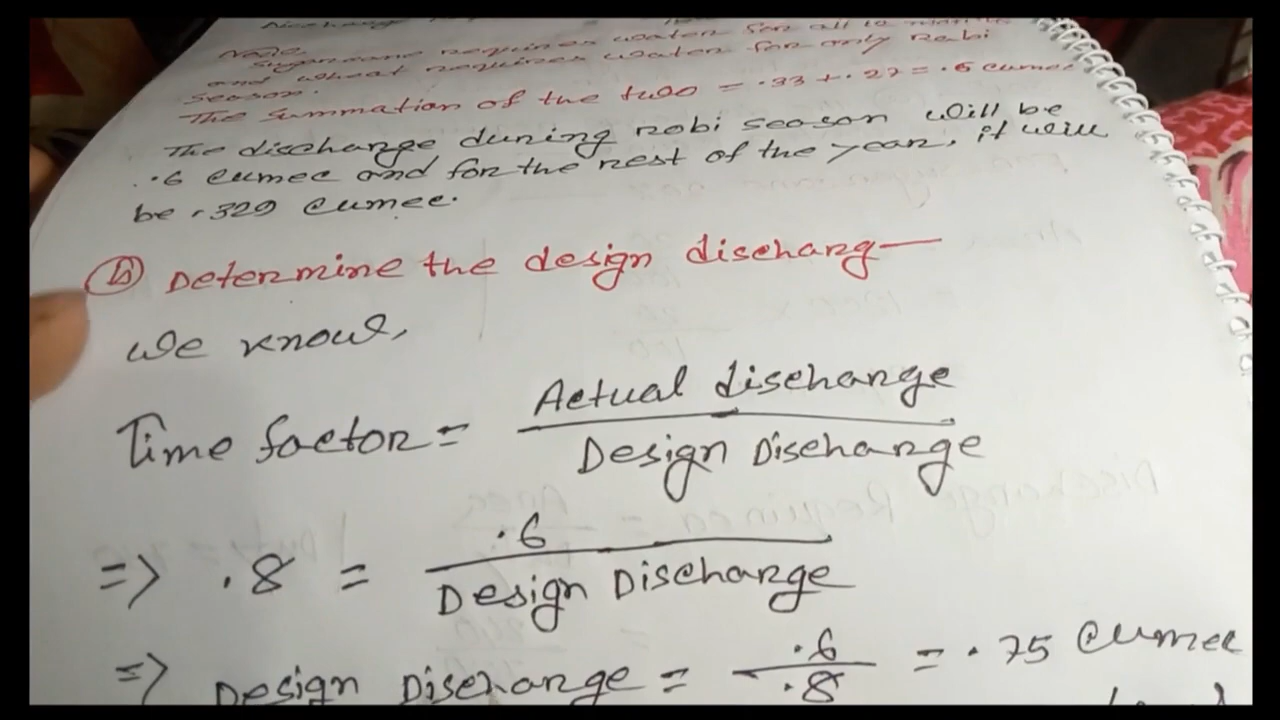 Discharge
Note
Sugarcane requires water for all 12 months
and wheat requires water for only Rabi
season.
The summation of the two = .33 + .27 = .6 cumec
The discharge during robi season will be
.6 cumec and for the rest of the year, it will
be .329 cumec.
(b) Determine the design discharg—
We know,
Time factor = Actual discharge
Design Discharge
=> .8 = .6
Design Discharge
=> Design Discharge = .6 / .8 = .75 cumec